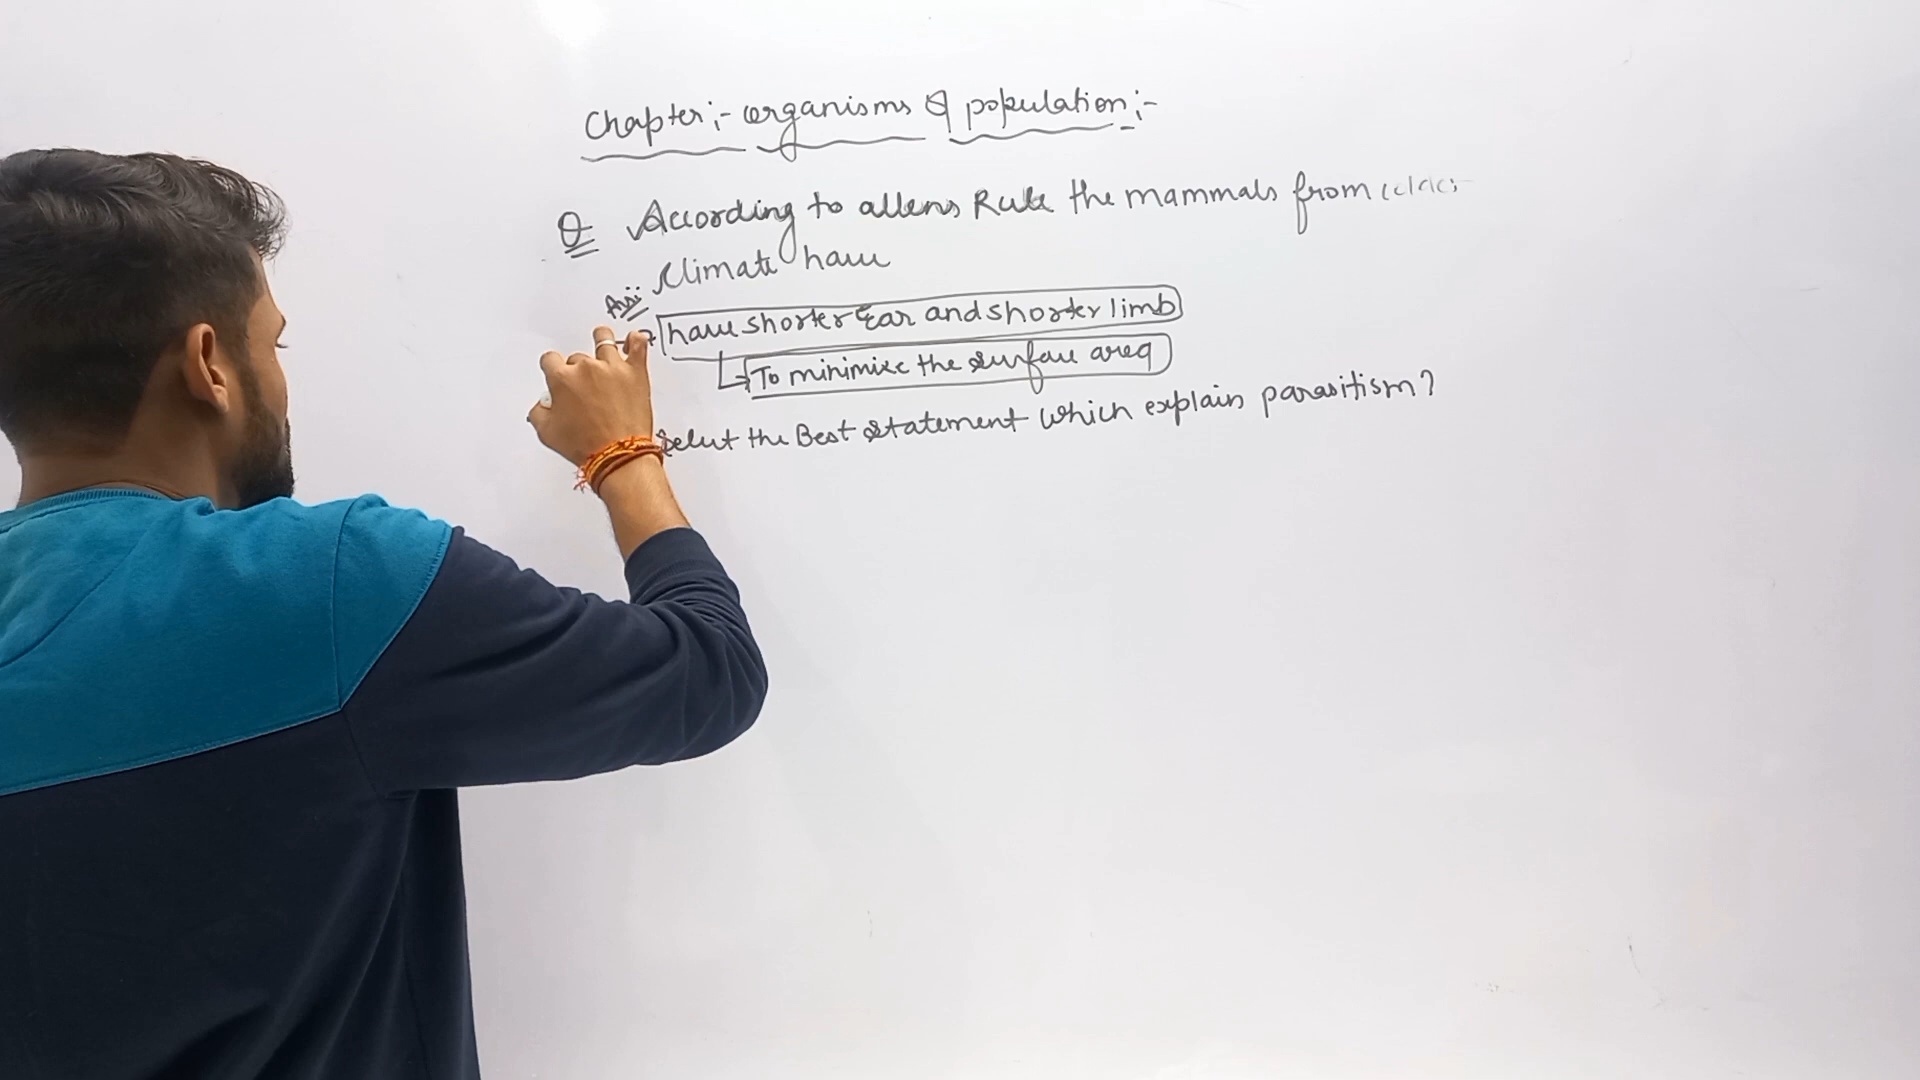 Chapter :- organisms & population :-
Q According to allens Rule the mammals from
Climate have
Ans:
have shorter Ear and shorter limb
To minimize the surface area
Select the Best statement which explain parasitism?